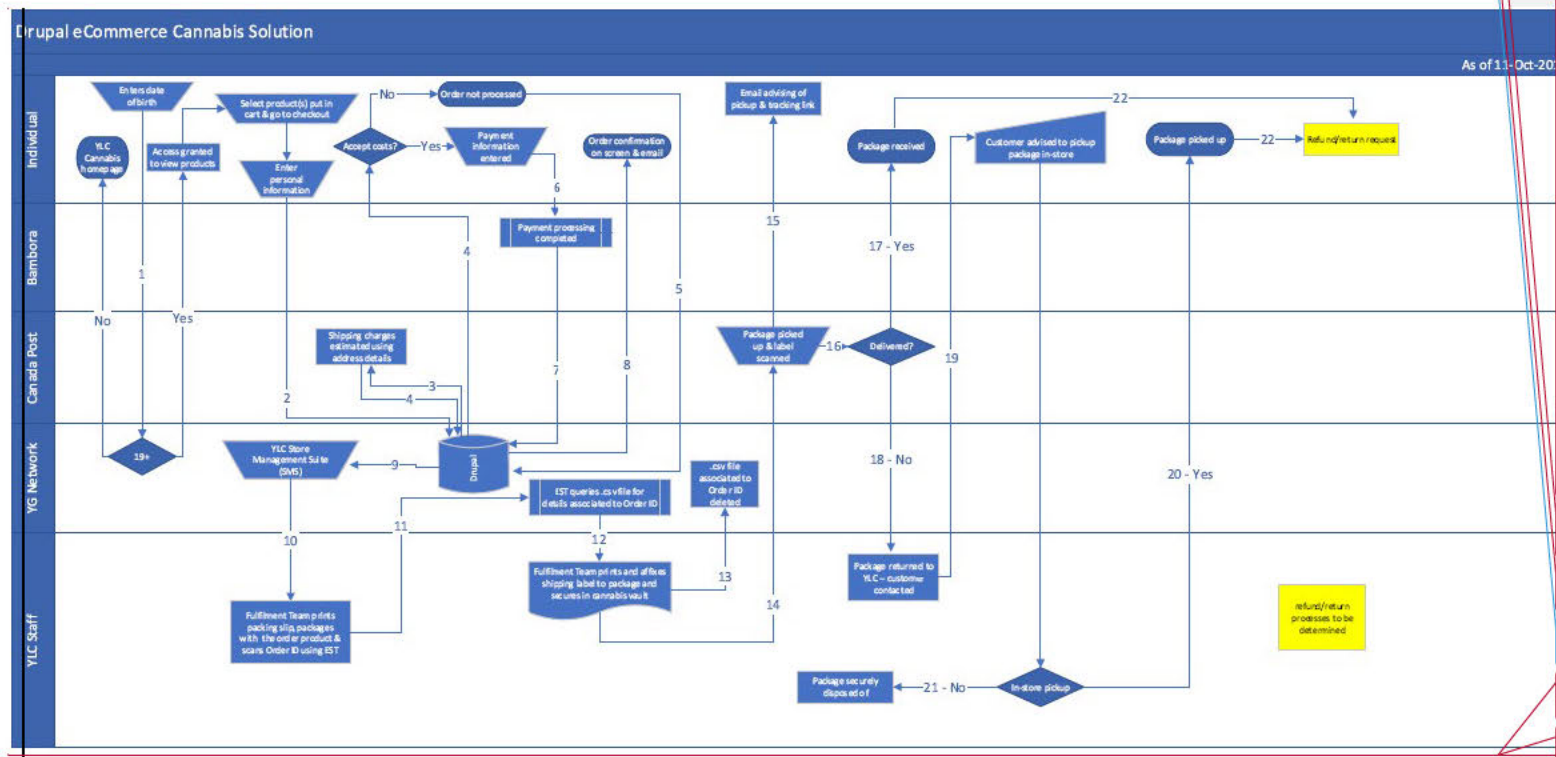 Drupal eCommerce Cannabis Solution
As of 11-Oct-201
Individual
Enters date
of birth
YLC
Cannabis
homepage
Access granted
to view products
Select product(s) put in
cart & go to checkout
Enter
personal
information
No
Order not processed
Accept costs?
Yes
Payment
information
entered
Order confirmation
on screen & email
Email advising of
pickup & tracking link
Package received
Customer advised to pickup
package in-store
22
Package picked up
22
Refund/return request
6
Bambora
1
4
Payment processing
completed
5
15
17 - Yes
Canada Post
No
Yes
2
Shipping charges
estimated using
address details
3
4
7
8
Package picked
up & label
scanned
16
Delivered?
19
YG Network
19+
YLC Store
Management Suite
(SMS)
9
Drupal
11
EST queries .csv file for
details associated to Order ID
.csv file
associated to
Order ID
deleted
18 - No
20 - Yes
YLC Staff
10
12
Fulfilment Team prints
packing slip, packages
with the order product &
scans Order ID using EST
Fulfilment Team prints and affixes
shipping label to package and
secures in cannabis vault
13
14
Package returned to
YLC – customer
contacted
Package securely
disposed of
21 - No
In-store pickup
refund/return
processes to be
determined